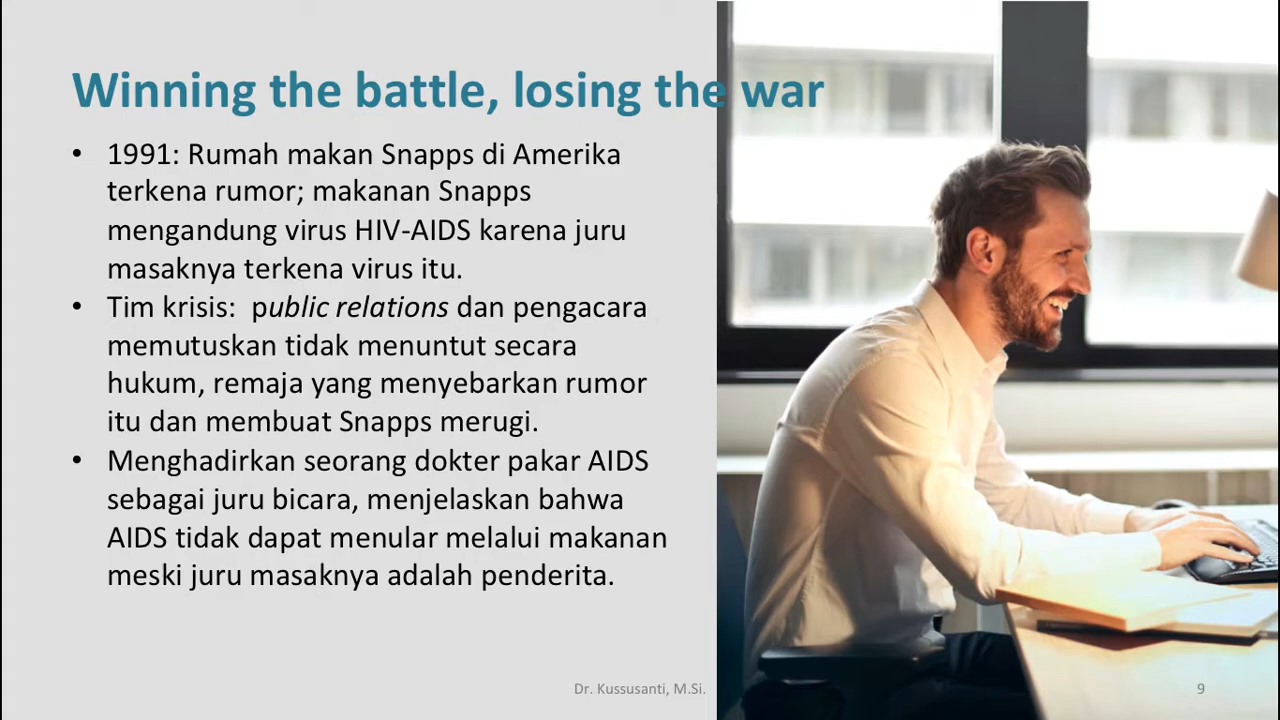 Winning the battle, losing the war
• 1991: Rumah makan Snapps di Amerika
terkena rumor; makanan Snapps
mengandung virus HIV-AIDS karena juru
masaknya terkena virus itu.
• Tim krisis:  public relations dan pengacara
memutuskan tidak menuntut secara
hukum, remaja yang menyebarkan rumor
itu dan membuat Snapps merugi.
• Menghadirkan seorang dokter pakar AIDS
sebagai juru bicara, menjelaskan bahwa
AIDS tidak dapat menular melalui makanan
meski juru masaknya adalah penderita.
Dr. Kussusanti, M.Si.
9